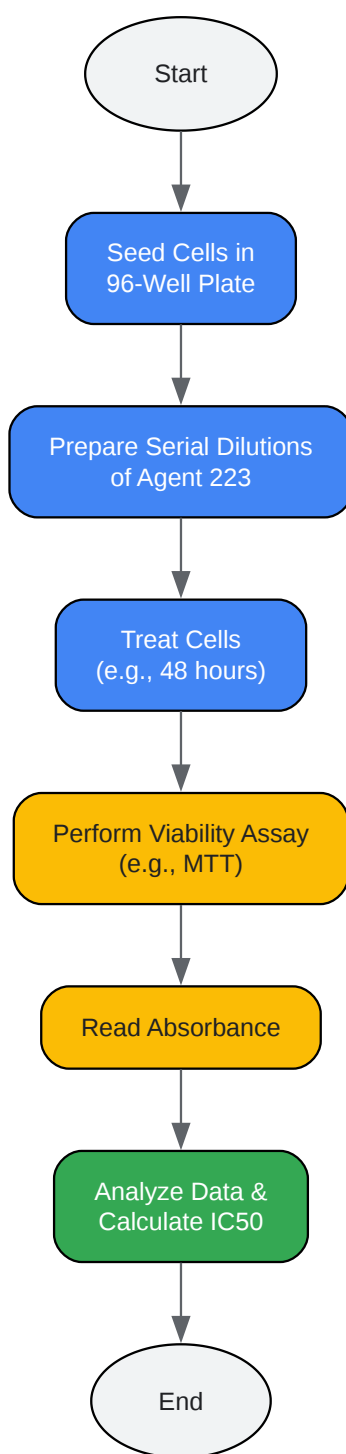 Start
Seed Cells in
96-Well Plate
Prepare Serial Dilutions
of Agent 223
Treat Cells
(e.g., 48 hours)
Perform Viability Assay
(e.g., MTT)
Read Absorbance
Analyze Data &
Calculate IC50
End